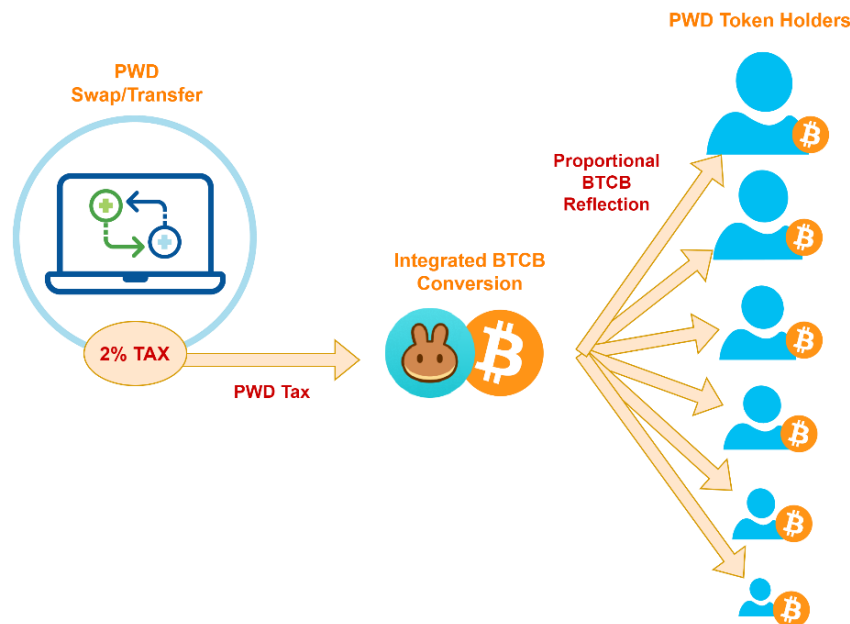 PWD Token Holders
PWD
Swap/Transfer
Proportional
BTCB
Reflection
Integrated BTCB
Conversion
2% TAX
PWD Tax